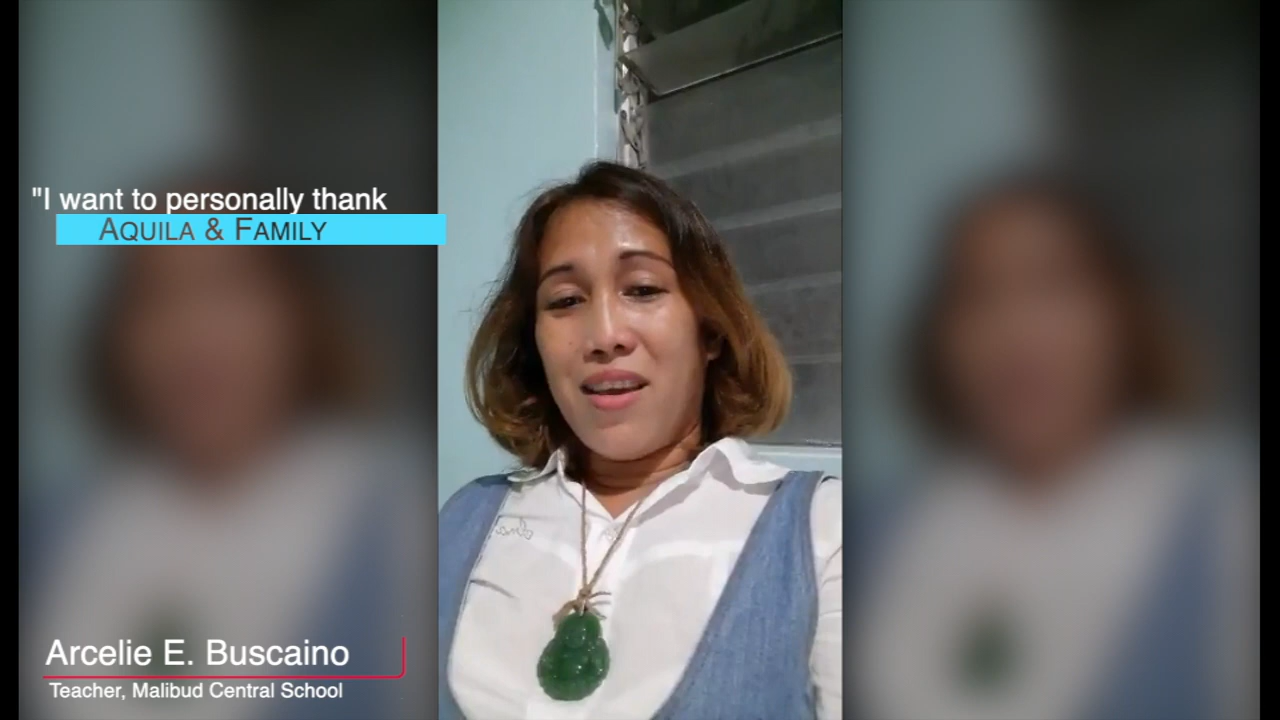 "I want to personally thank
AQUILA & FAMILY
Arcelie E. Buscaino
Teacher, Malibud Central School